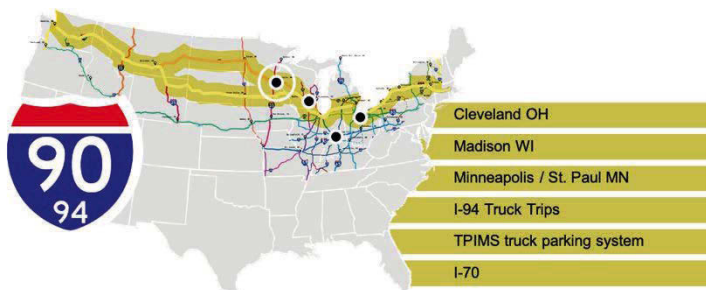 90
94
Cleveland OH
Madison WI
Minneapolis / St. Paul MN
I-94 Truck Trips
TPIMS truck parking system
I-70